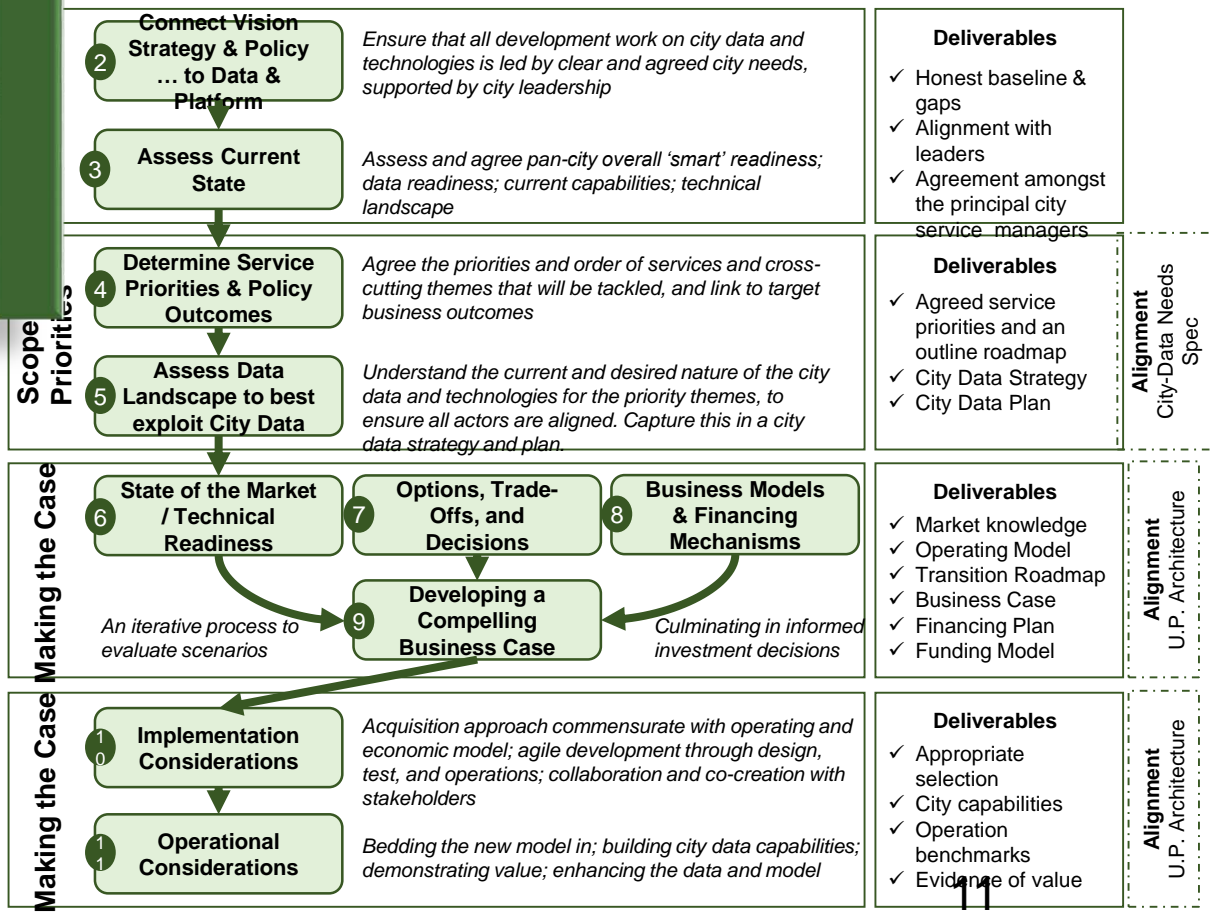 Connect Vision
Strategy & Policy
… to Data &
Platform
2
Ensure that all development work on city data and
technologies is led by clear and agreed city needs,
supported by city leadership
Assess Current
State
3
Assess and agree pan-city overall ‘smart’ readiness;
data readiness; current capabilities; technical
landscape
Deliverables
✓ Honest baseline &
gaps
✓ Alignment with
leaders
✓ Agreement amongst
the principal city
service managers
Scope
Priorities
Determine Service
Priorities & Policy
Outcomes
4
Agree the priorities and order of services and cross-
cutting themes that will be tackled, and link to target
business outcomes
Assess Data
Landscape to best
exploit City Data
5
Understand the current and desired nature of the city
data and technologies for the priority themes, to
ensure all actors are aligned. Capture this in a city
data strategy and plan.
Deliverables
✓ Agreed service
priorities and an
outline roadmap
✓ City Data Strategy
✓ City Data Plan
Alignment
City-Data Needs
Spec
Making the Case
State of the Market
/ Technical
Readiness
6
Options, Trade-
Offs, and
Decisions
7
Business Models
& Financing
Mechanisms
8
Developing a
Compelling
Business Case
9
An iterative process to
evaluate scenarios
Culminating in informed
investment decisions
Deliverables
✓ Market knowledge
✓ Operating Model
✓ Transition Roadmap
✓ Business Case
✓ Financing Plan
✓ Funding Model
Alignment
U.P. Architecture
Making the Case
Implementation
Considerations
10
Acquisition approach commensurate with operating and
economic model; agile development through design,
test, and operations; collaboration and co-creation with
stakeholders
Operational
Considerations
11
Bedding the new model in; building city data capabilities;
demonstrating value; enhancing the data and model
Deliverables
✓ Appropriate
selection
✓ City capabilities
✓ Operation
benchmarks
✓ Evidence of value
Alignment
U.P. Architecture
11